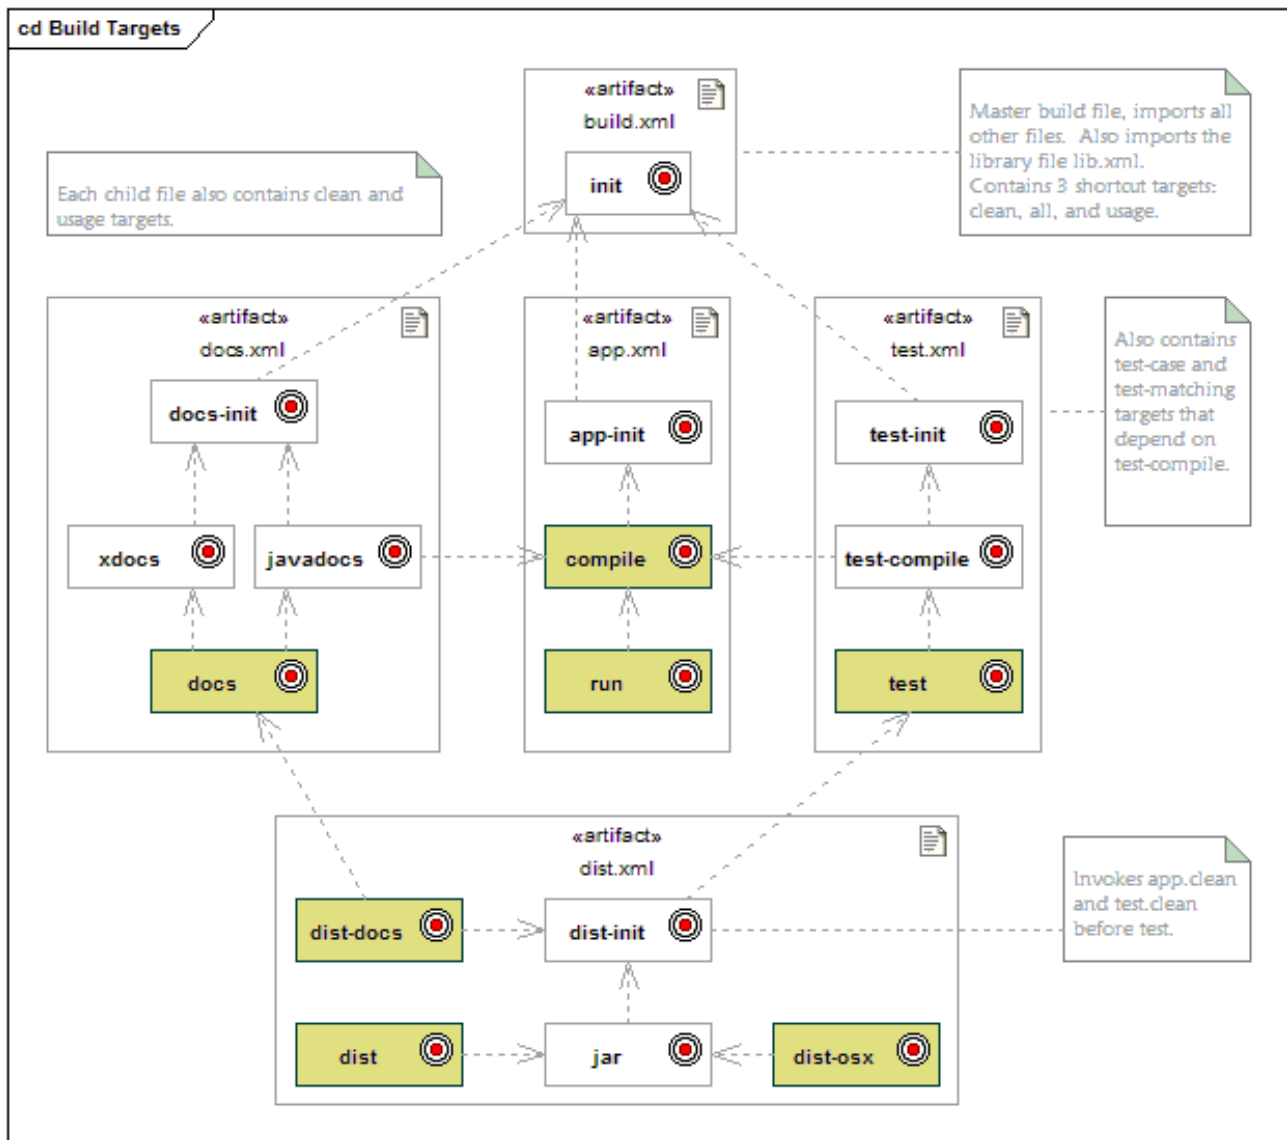 cd Build Targets
«artifact»
build.xml
init
Master build file, imports all
other files.  Also imports the
library file lib.xml.
Contains 3 shortcut targets:
clean, all, and usage.
Each child file also contains clean and
usage targets.
«artifact»
docs.xml
docs-init
xdocs
javadocs
docs
«artifact»
app.xml
app-init
compile
run
«artifact»
test.xml
test-init
test-compile
test
Also contains
test-case and
test-matching
targets that
depend on
test-compile.
«artifact»
dist.xml
dist-docs
dist-init
dist
jar
dist-osx
Invokes app.clean
and test.clean
before test.